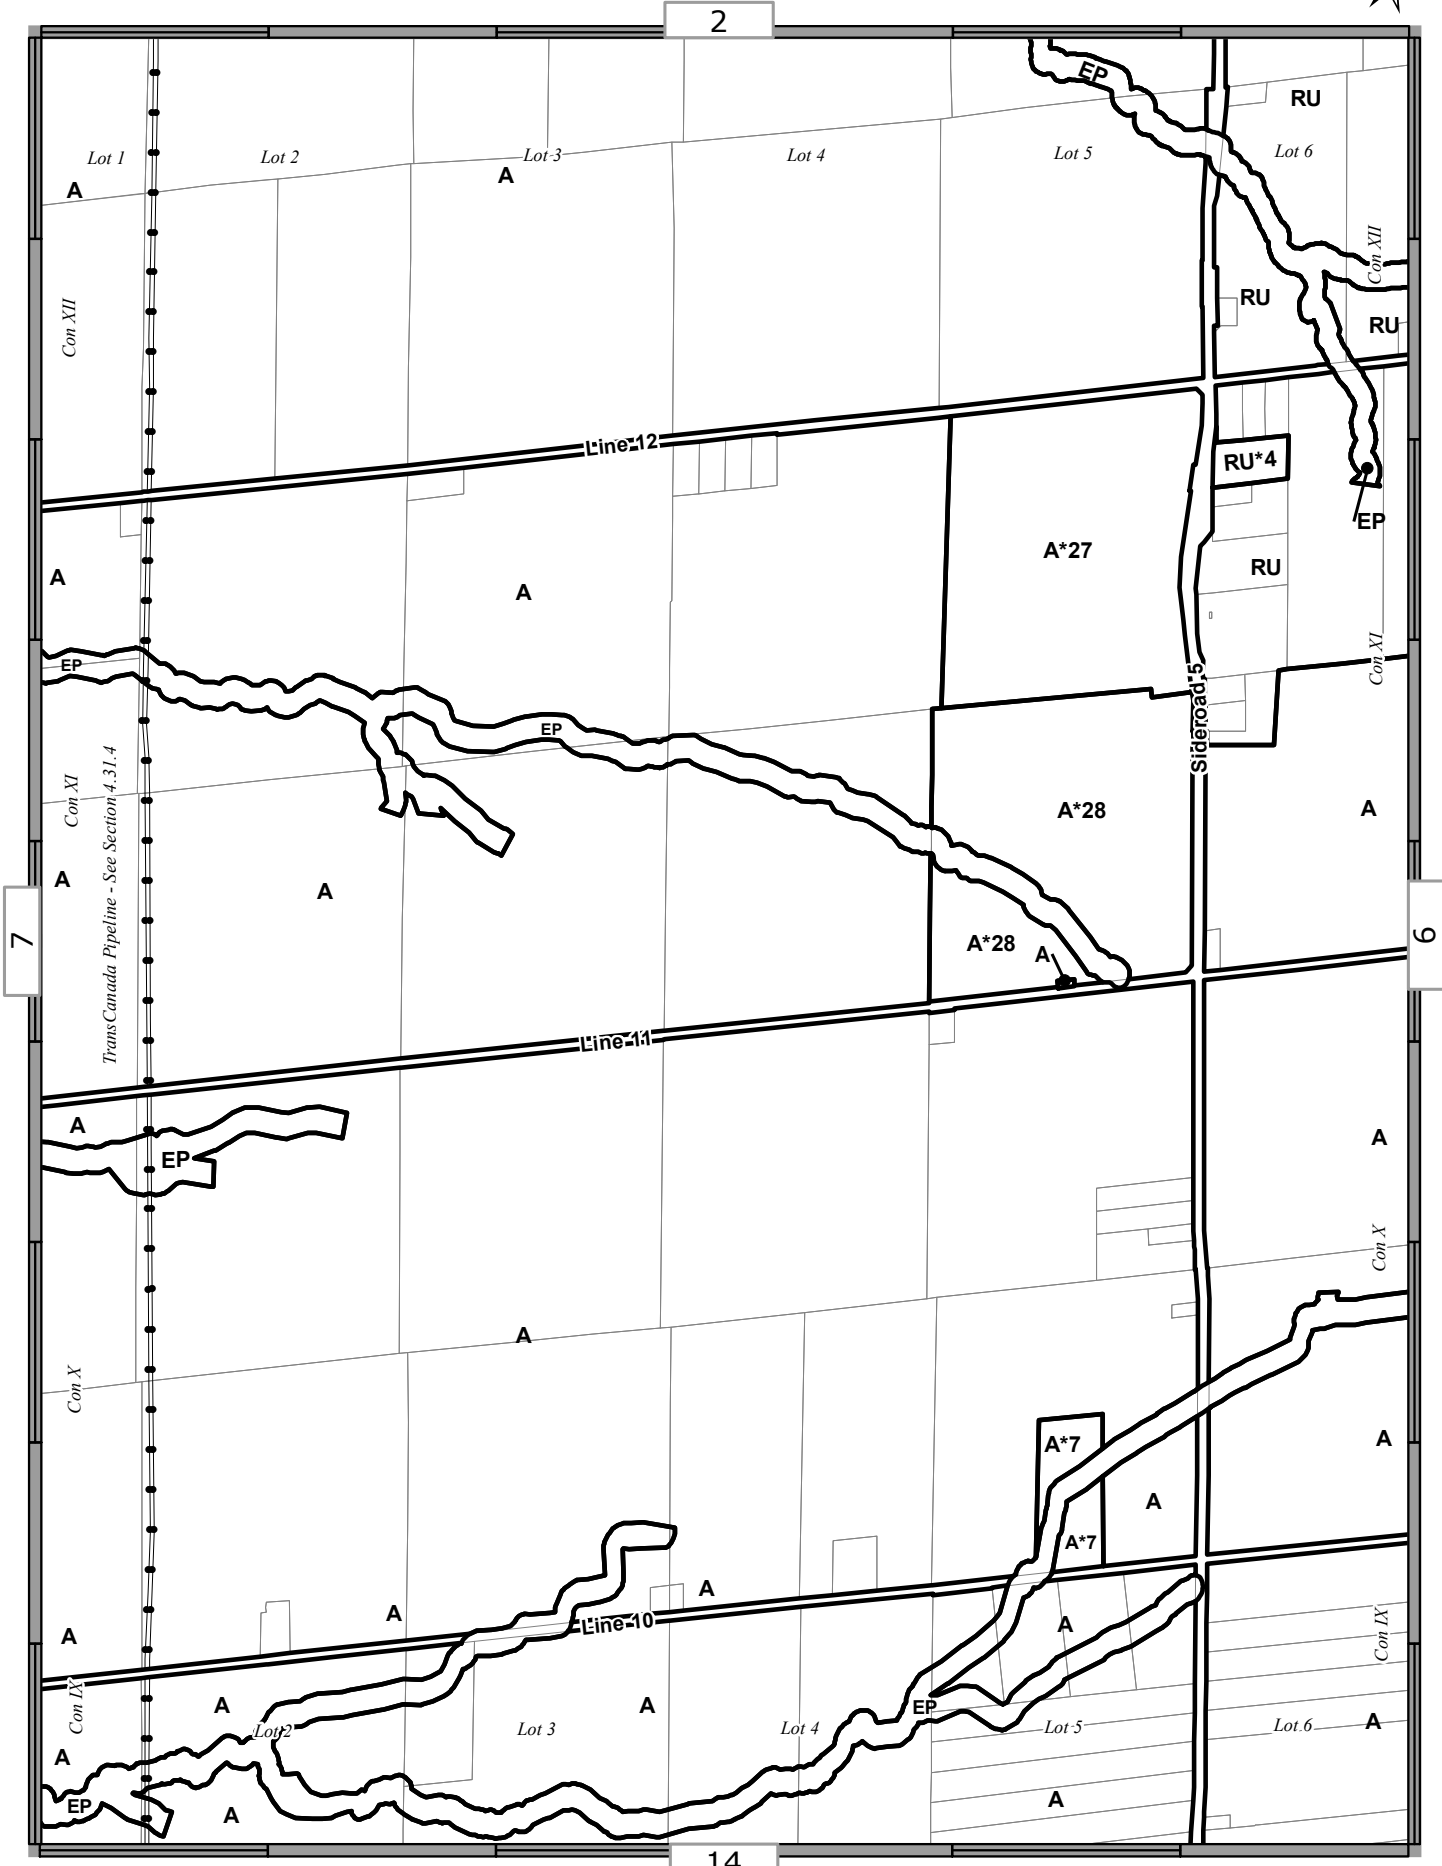 2
EP
RU
Lot 1
Lot 2
Lot 3
Lot 4
Lot 5
Lot 6
A
A
Con XII
Con XII
RU
RU
Line 12
RU*4
EP
A*27
A
A
RU
EP
Con XI
Sideroad 5
EP
TransCanada Pipeline - See Section 4.31.4
Con XI
A*28
A
A
A
7
6
A*28
A
Line 11
A
A
EP
Con X
A
Con X
A*7
A
A
A*7
A
A
Line 10
A
A
Con IX
Con IX
A
A
EP
Lot 2
Lot 3
Lot 4
Lot 5
Lot 6
A
A
EP
A
A
14